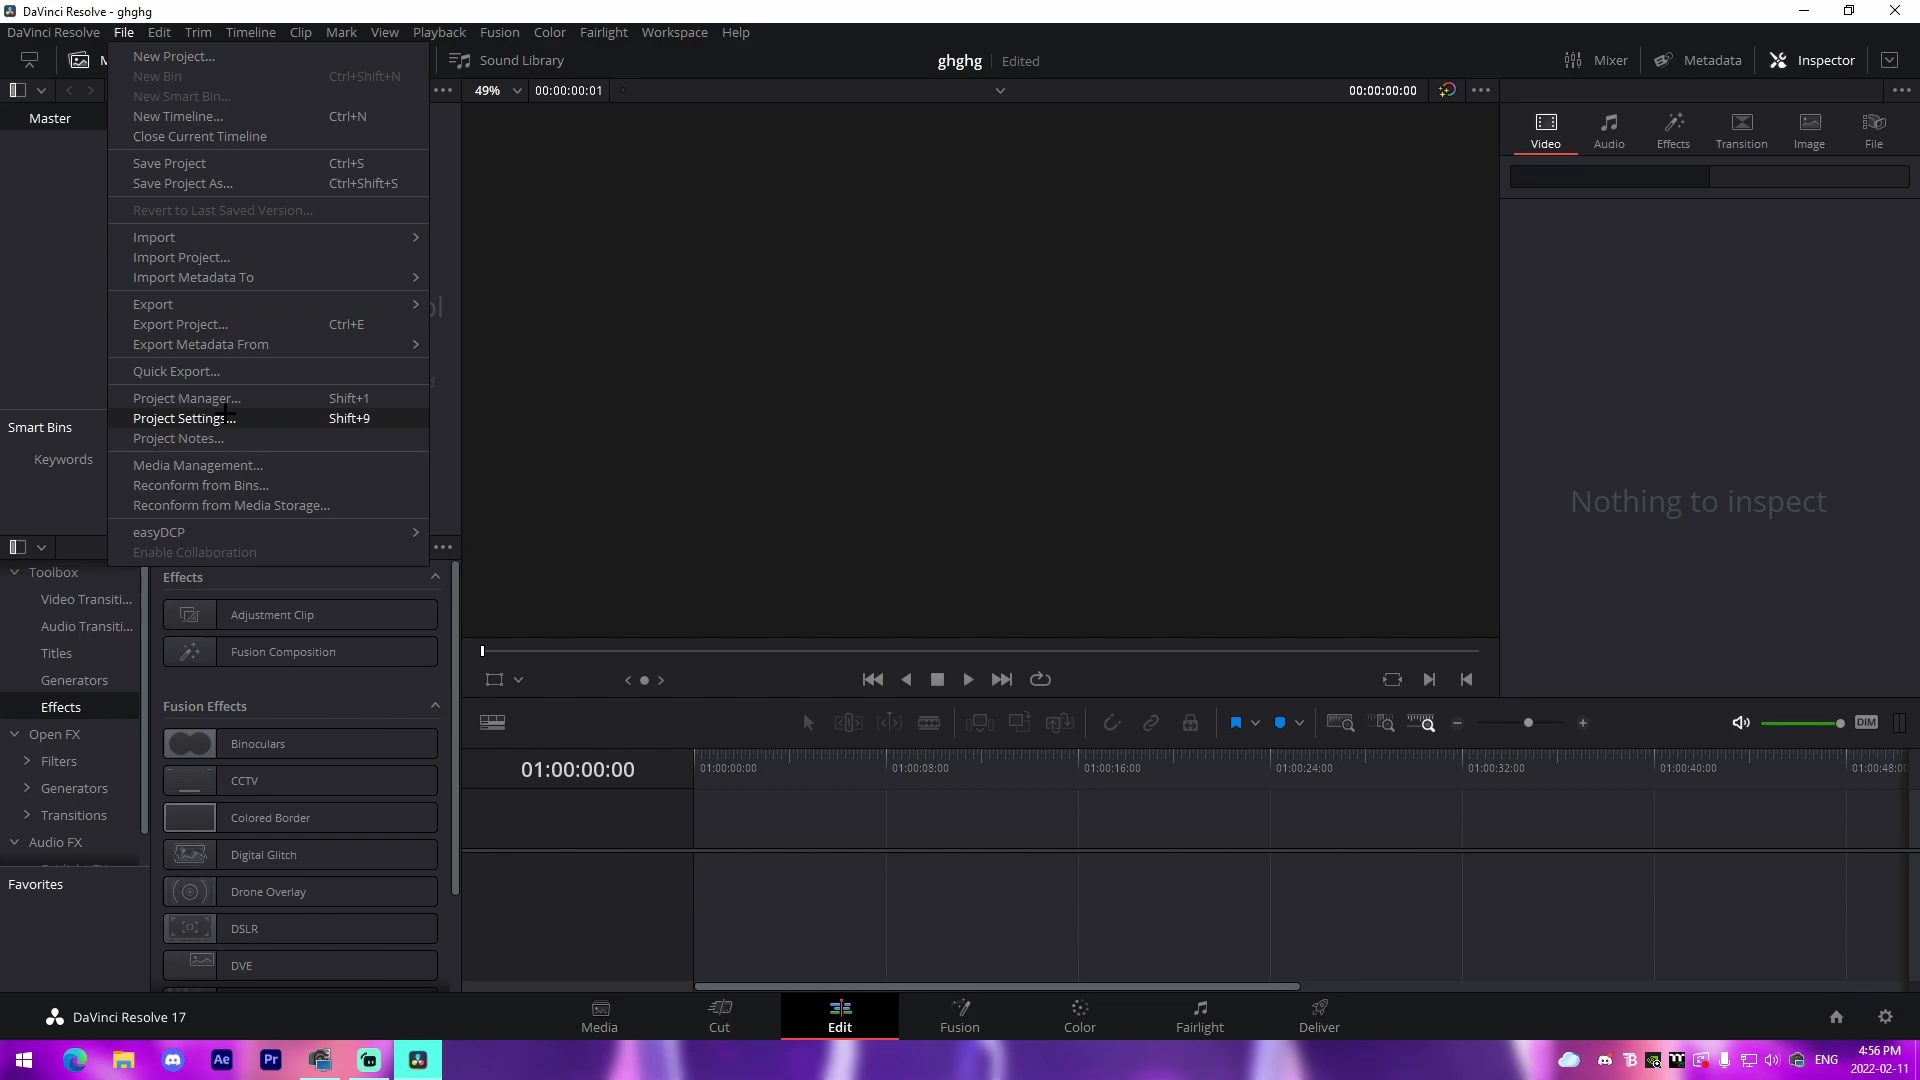 DaVinci Resolve - ghghg
DaVinci Resolve File Edit Trim Timeline Clip Mark View Playback Fusion Color Fairlight Workspace Help
Sound Library ghghg Edited Mixer Metadata Inspector
49% 00:00:00:01 00:00:00:00
Master
New Project...
New Bin Ctrl+Shift+N
New Smart Bin...
New Timeline... Ctrl+N
Close Current Timeline
Save Project Ctrl+S
Save Project As... Ctrl+Shift+S
Revert to Last Saved Version...
Import
Import Project...
Import Metadata To
Export
Export Project... Ctrl+E
Export Metadata From
Quick Export...
Project Manager... Shift+1
Project Settings... Shift+9
Project Notes...
Media Management...
Reconform from Bins...
Reconform from Media Storage...
easyDCP
Enable Collaboration
Smart Bins
Keywords
Video Audio Effects Transition Image File
Nothing to inspect
Toolbox
Video Transiti...
Audio Transiti...
Titles
Generators
Effects
Open FX
Filters
Generators
Transitions
Audio FX
Favorites
Effects
Adjustment Clip
Fusion Composition
Fusion Effects
Binoculars
CCTV
Colored Border
Digital Glitch
Drone Overlay
DSLR
DVE
DIM
01:00:00:00
01:00:00:00 01:00:08:00 01:00:16:00 01:00:24:00 01:00:32:00 01:00:40:00 01:00:48:00
DaVinci Resolve 17
Media Cut Edit Fusion Color Fairlight Deliver
Ae Pr
ENG
4:56 PM
2022-02-11